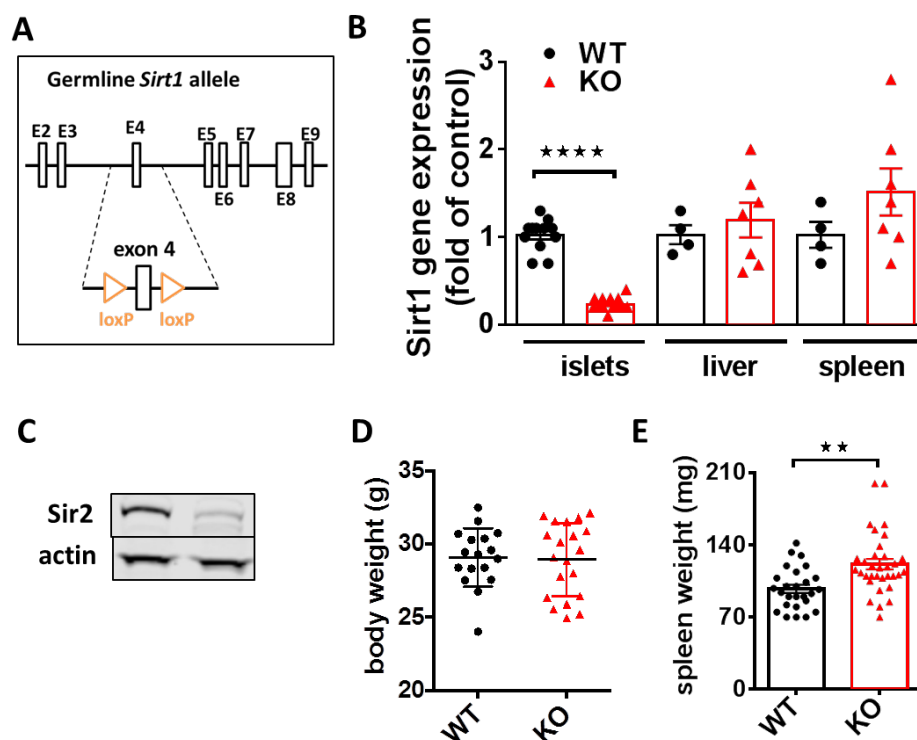 A
Germline Sirt1 allele
E2 E3 E4 E5 E7 E9
E6 E8
exon 4
loxP loxP
B
WT
KO
Sirt1 gene expression
(fold of control)
3
2
1
0
★★★★
islets liver spleen
C
Sir2
actin
D
body weight (g)
35
30
25
20
WT KO
E
spleen weight (mg)
210
140
70
0
★★
WT KO